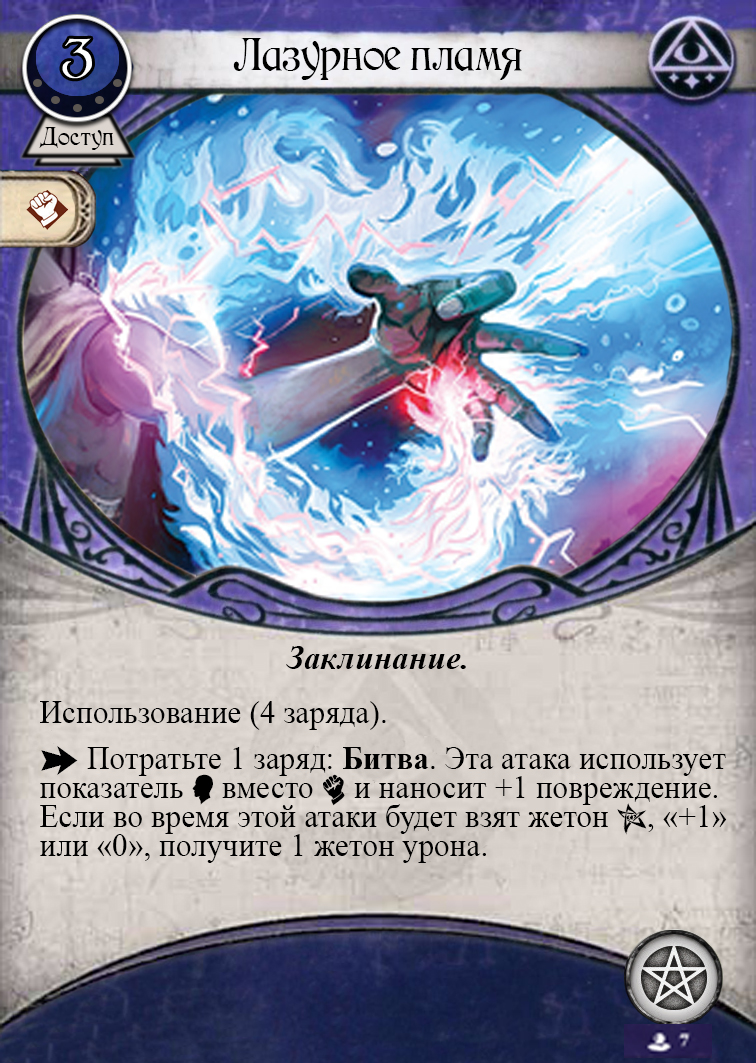 3
Лазурное пламя
Доступ
Заклинание.
Использование (4 заряда).
Потратьте 1 заряд: Битва. Эта атака использует
показатель вместо и наносит +1 повреждение.
Если во время этой атаки будет взят жетон , «+1»
или «0», получите 1 жетон урона.
7